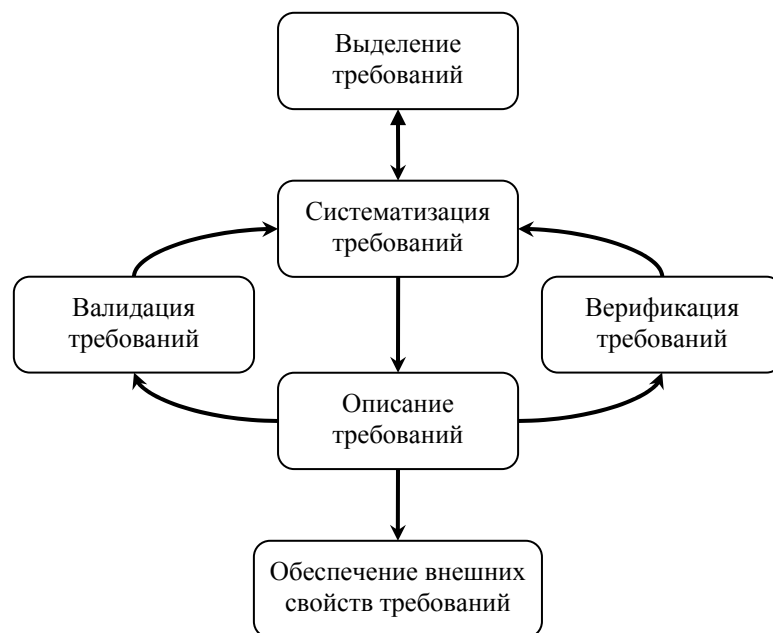 Выделение
требований
Систематизация
требований
Валидация
требований
Верификация
требований
Описание
требований
Обеспечение внешних
свойств требований